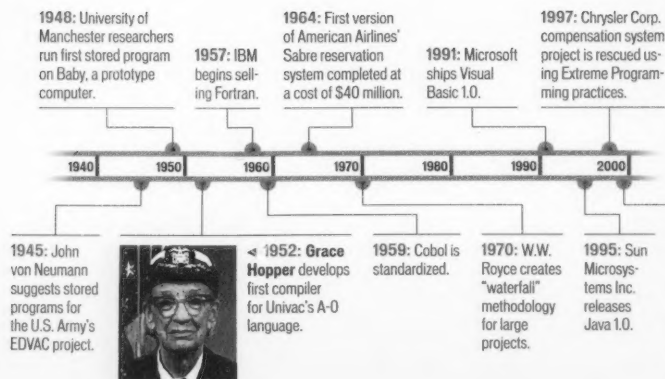 1948: University of
Manchester researchers
run first stored program
on Baby, a prototype
computer.
1957: IBM
begins sell-
ing Fortran.
1964: First version
of American Airlines'
Sabre reservation
system completed at
a cost of $40 million.
1991: Microsoft
ships Visual
Basic 1.0.
1997: Chrysler Corp.
compensation system
project is rescued us-
ing Extreme Program-
ming practices.
1940 1950 1960 1970 1980 1990 2000
1945: John
von Neumann
suggests stored
programs for
the U.S. Army's
EDVAC project.
◄ 1952: Grace
Hopper develops
first compiler
for Univac's A-0
language.
1959: Cobol is
standardized.
1970: W.W.
Royce creates
"waterfall"
methodology
for large
projects.
1995: Sun
Microsys-
tems Inc.
releases
Java 1.0.